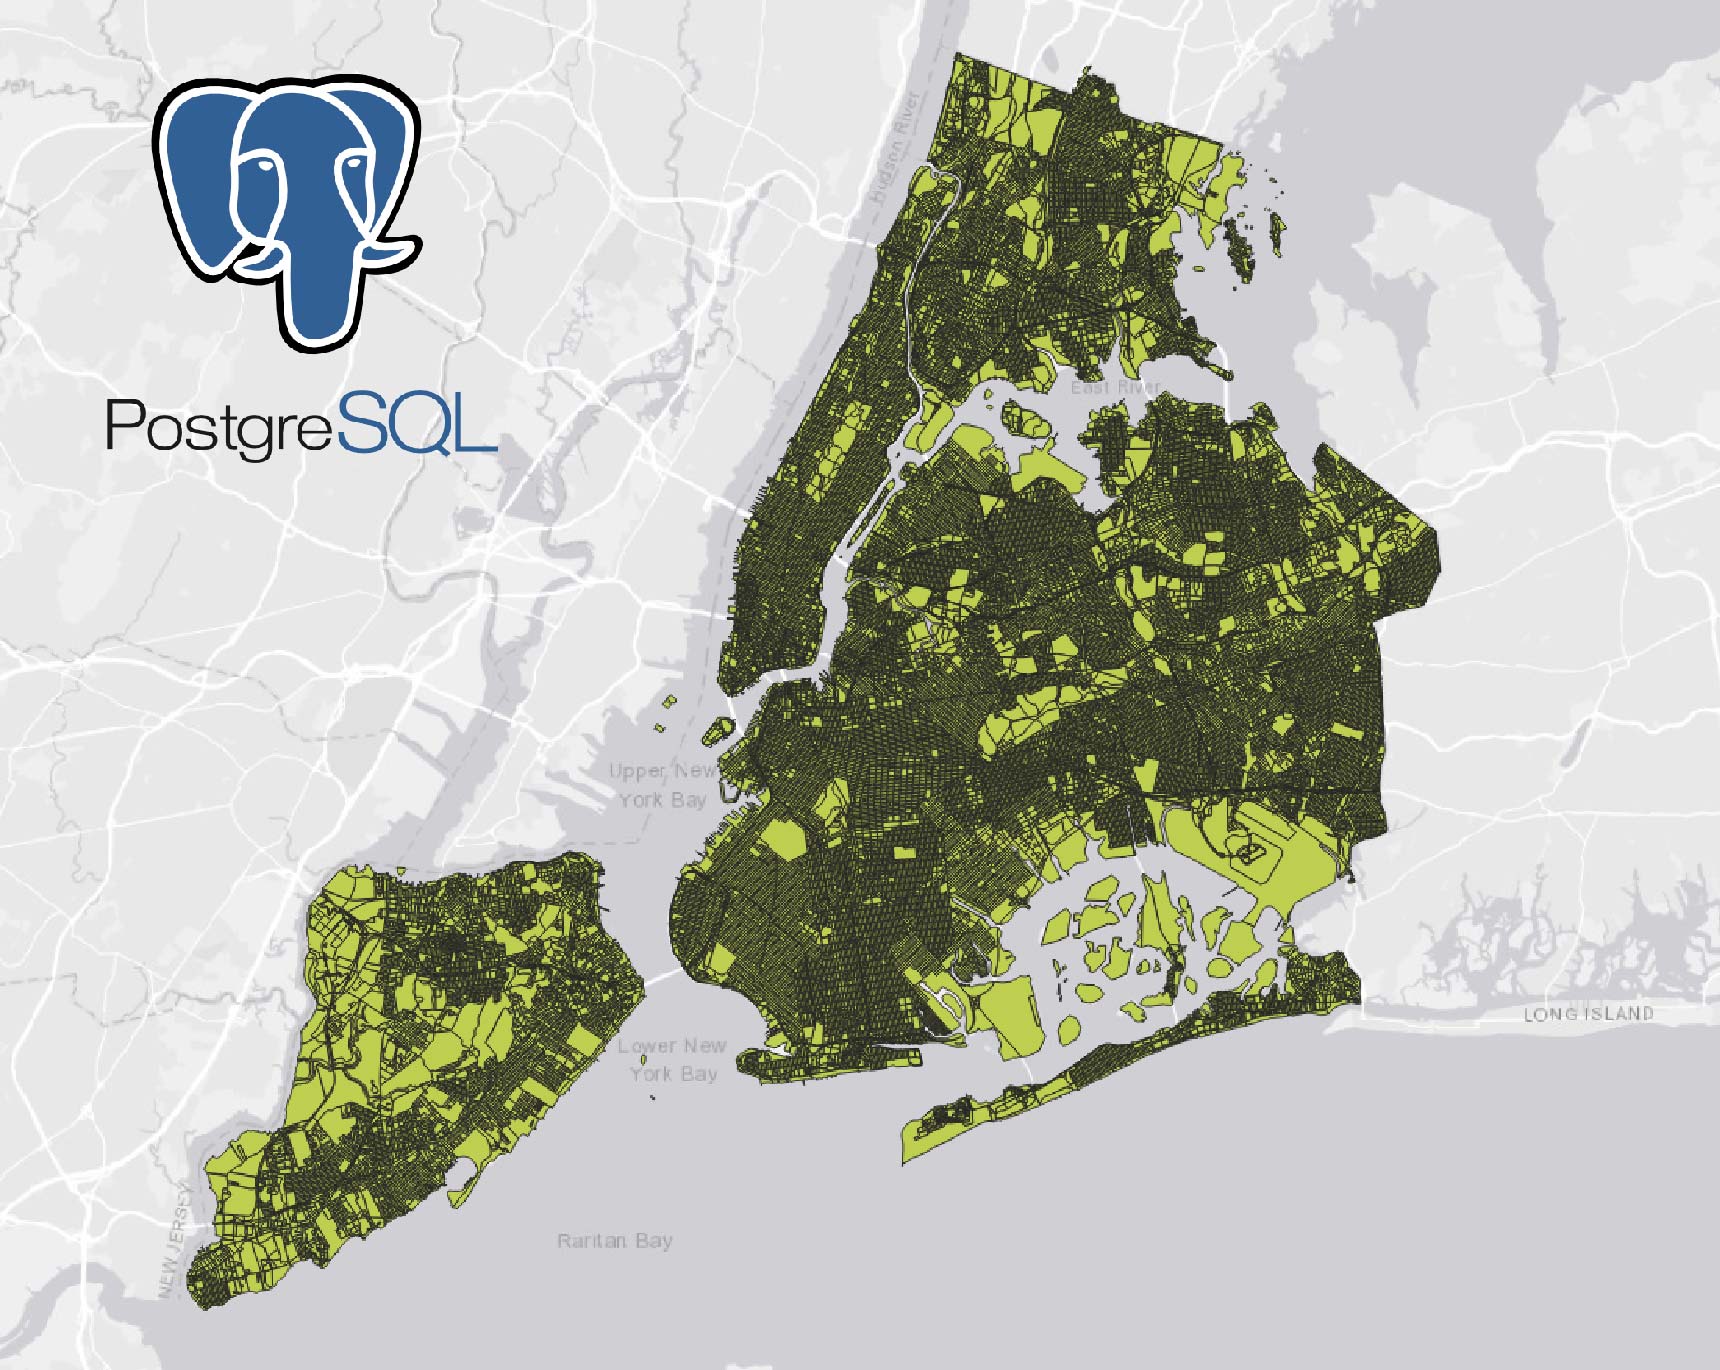 Hudson River
PostgreSQL
East River
Upper New
York Bay
Lower New
York Bay
LONG ISLAND
NEW JERSEY
Raritan Bay